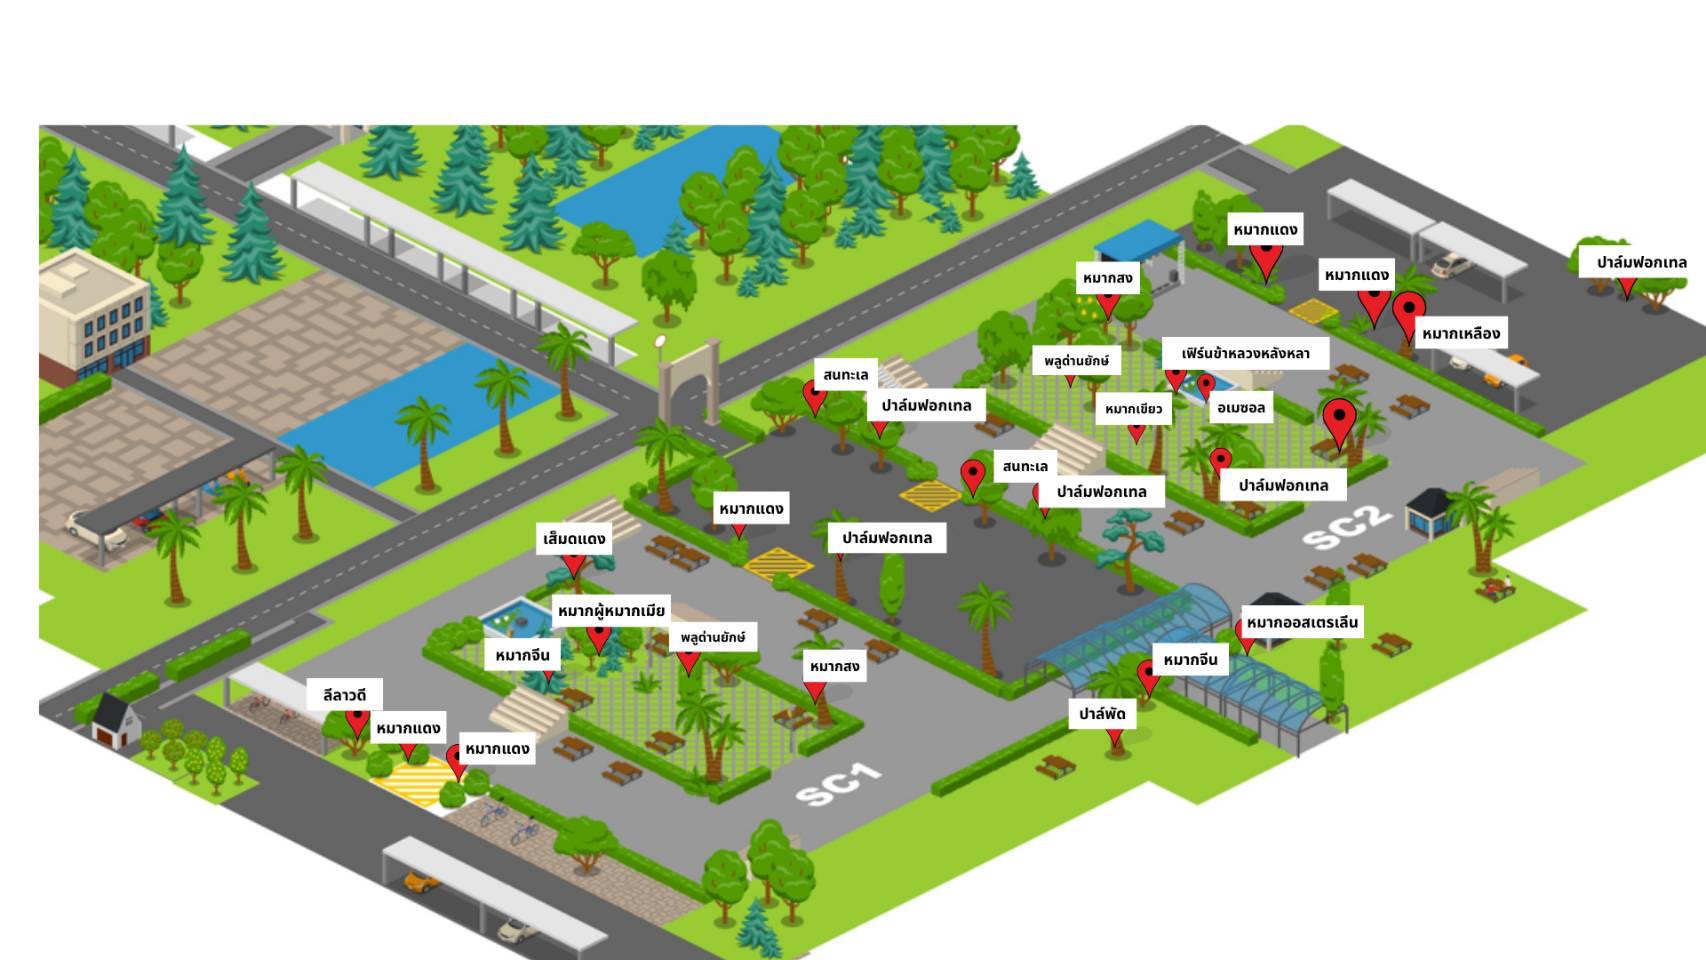 หมากแดง
ปาล์มฟอกเทล
หมากแดง
หมากสง
หมากเหลือง
เฟิร์นข้าหลวงหลังหลา
พลูด่านยักษ์
สนทะเล
ปาล์มฟอกเทล
หมากเขียว
อเมซอล
สนทะเล
ปาล์มฟอกเทล
ปาล์มฟอกเทล
หมากแดง
SC2
ปาล์มฟอกเทล
เส็มดแดง
หมากผู้หมากเมีย
หมากออสเตรเลีน
พลูด่านยักษ์
หมากจีน
หมากสง
หมากจีน
ลีลาวดี
ปาล์พัด
หมากแดง
หมากแดง
SC1